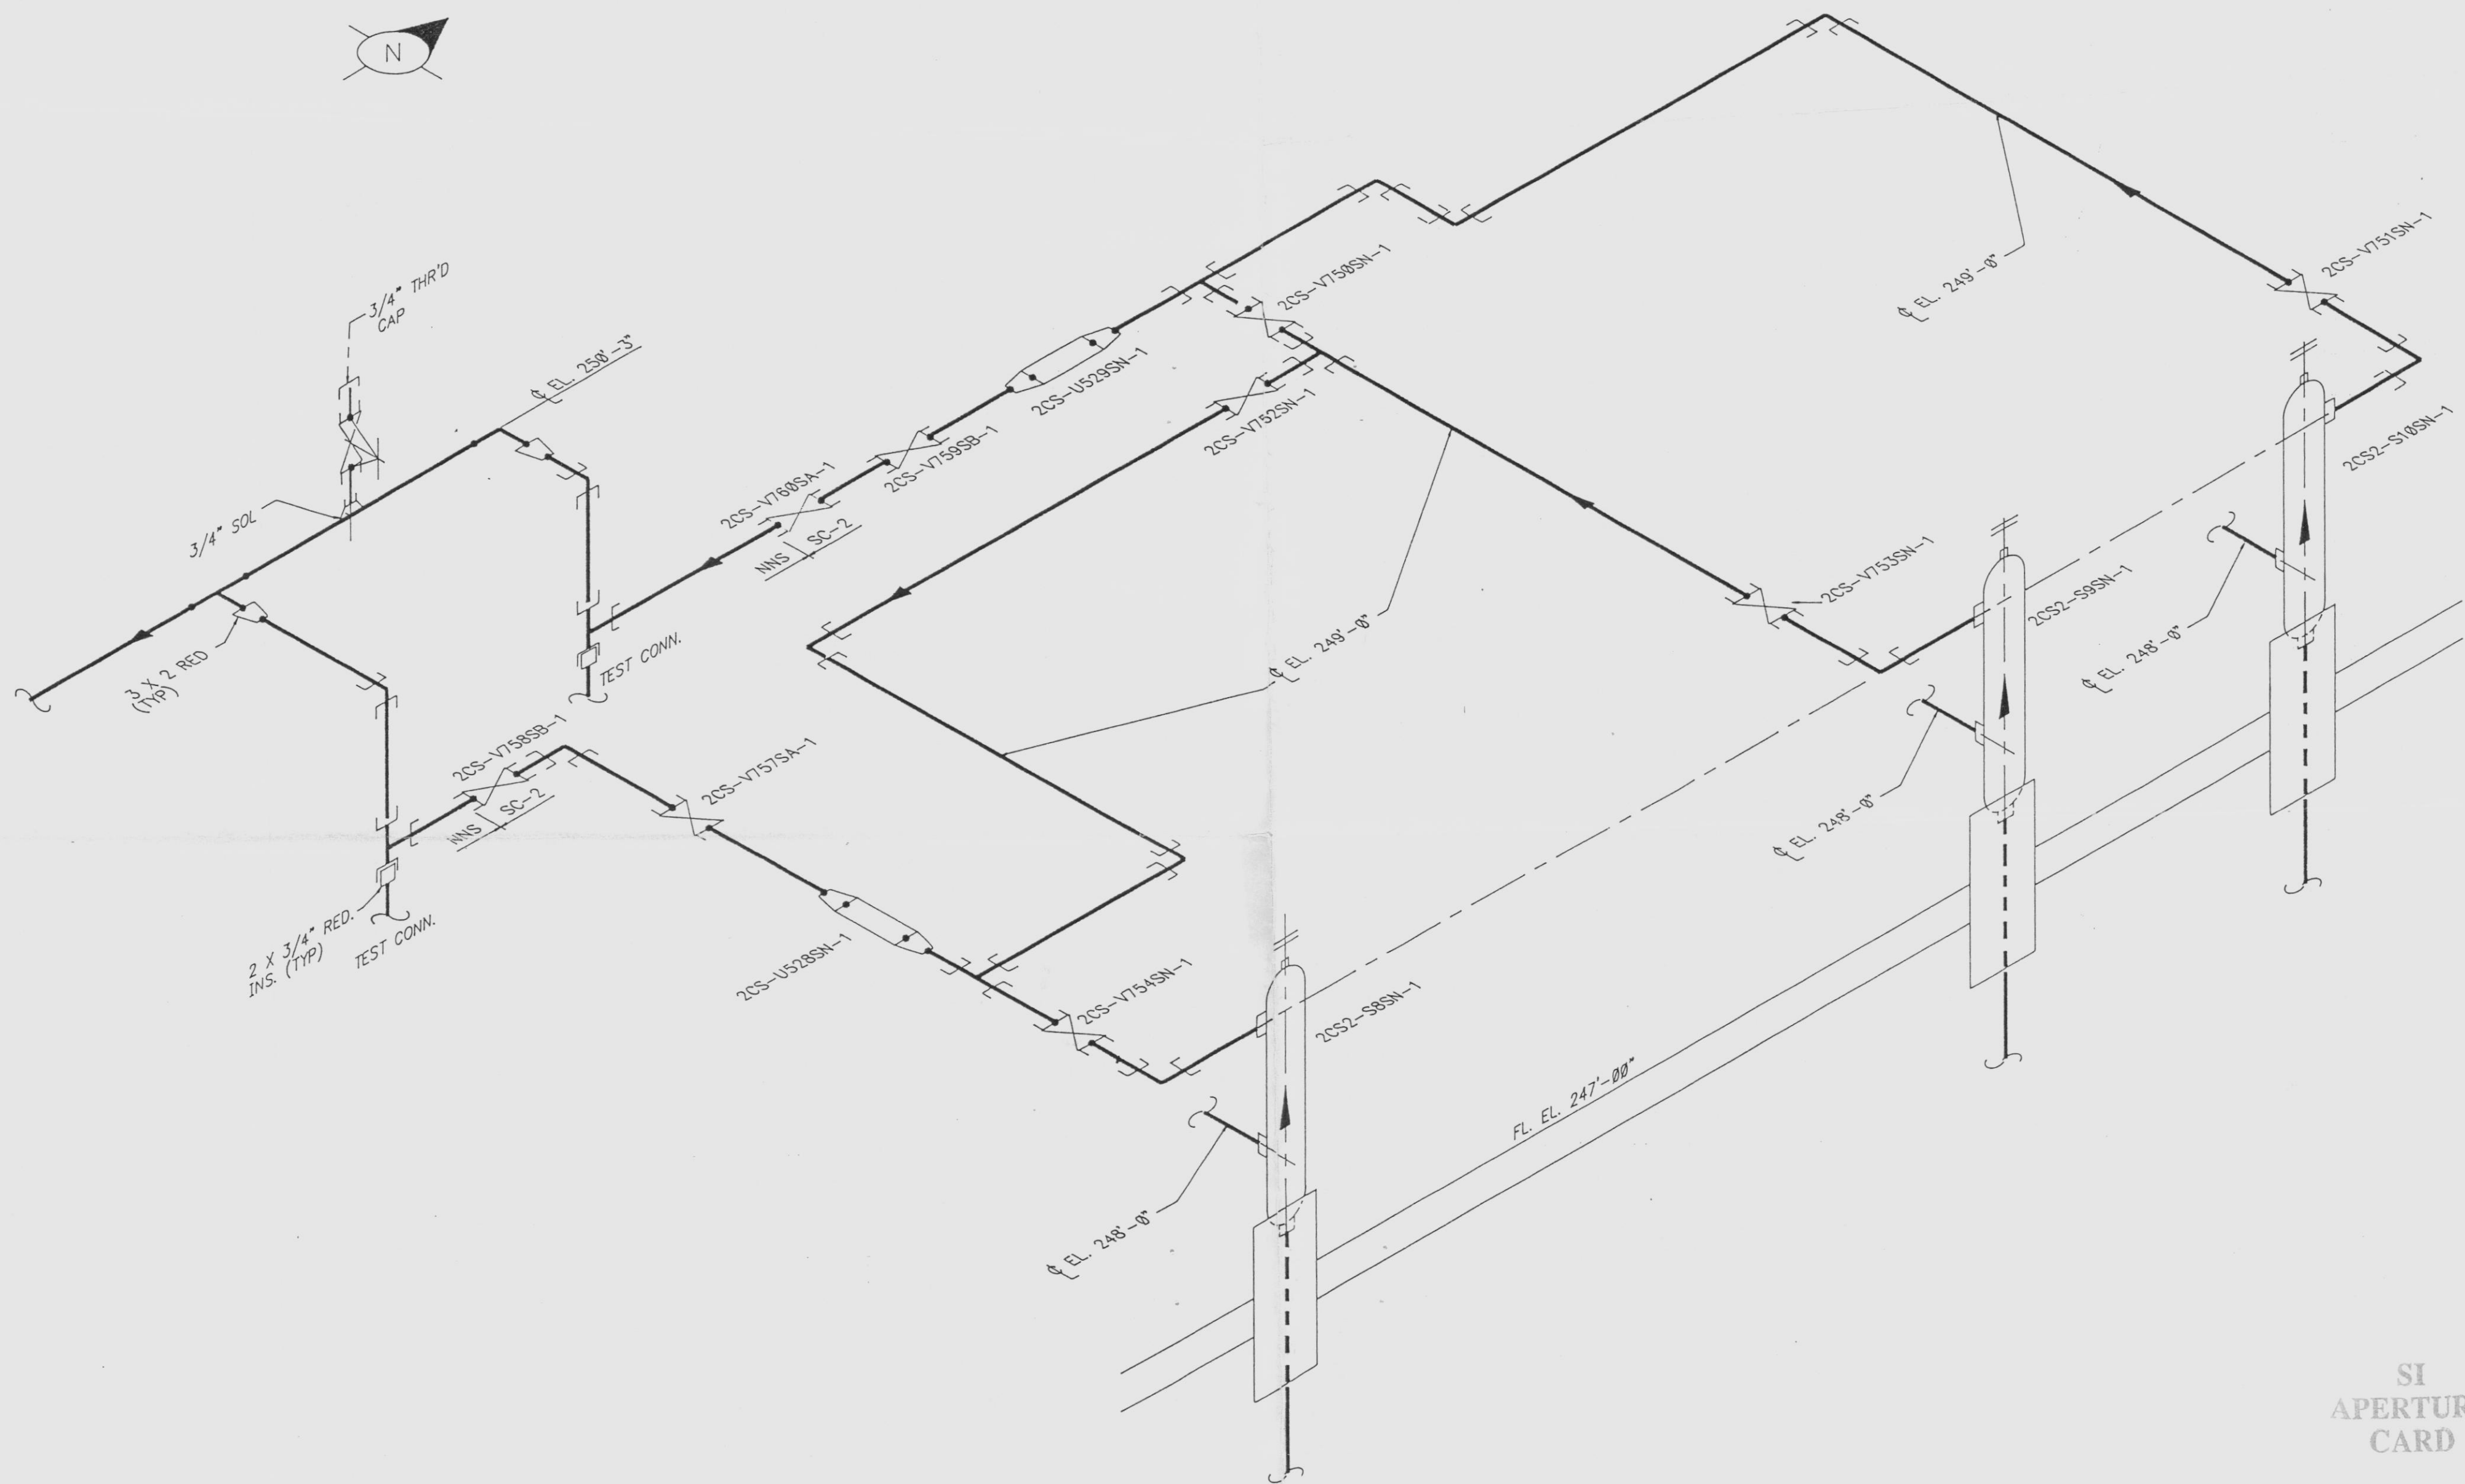 N
3/4" THR'D
CAP
℄ EL. 250'-3"
3/4" SOL
3 X 2 RED
(TYP)
2CS-V760SA-1
NNS
SC-2
2CS-V759SB-1
2CS-U529SN-1
2CS-V750SN-1
2CS-V752SN-1
℄ EL. 249'-0"
2CS-V751SN-1
2CS2-S10SN-1
2CS-V753SN-1
2CS2-S9SN-1
℄ EL. 248'-0"
℄ EL. 249'-0"
TEST CONN.
2CS-V758SB-1
NNS
SC-2
2CS-V757SA-1
℄ EL. 248'-0"
2 X 3/4" RED.
INS. (TYP)
TEST CONN.
2CS-U528SN-1
2CS-V754SN-1
2CS2-S8SN-1
℄ EL. 248'-0"
FL. EL. 247'-00"
SI
APERTUR
CARD